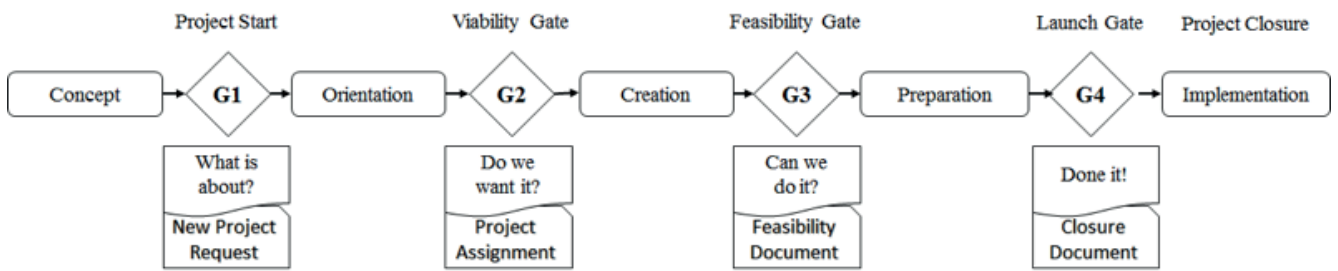 Project Start
Viability Gate
Feasibility Gate
Launch Gate
Project Closure
Concept
G1
Orientation
G2
Creation
G3
Preparation
G4
Implementation
What is
about?
New Project
Request
Do we
want it?
Project
Assignment
Can we
do it?
Feasibility
Document
Done it!
Closure
Document